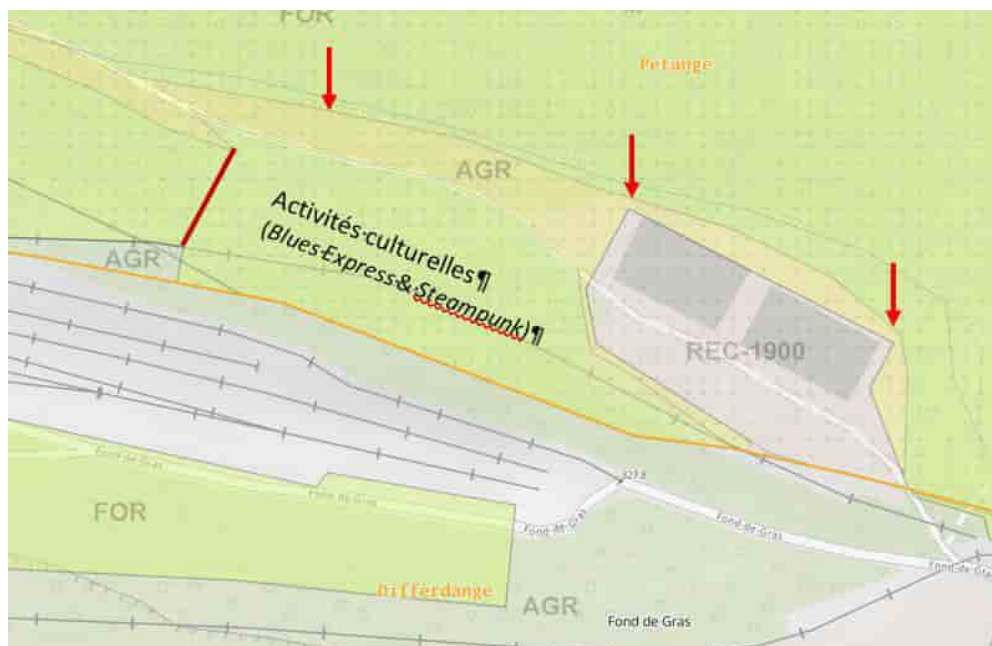 FOR
Petange
AGR
Activités·culturelles¶
(Blues·Express·&·Steampunk)¶
AGR
REC-1900
327.8
Fond de Gras
Fond de Gras
FOR
Fond-de-Gras
Fond de Gras
Fond de Gras
Differdange
AGR
Fond de Gras